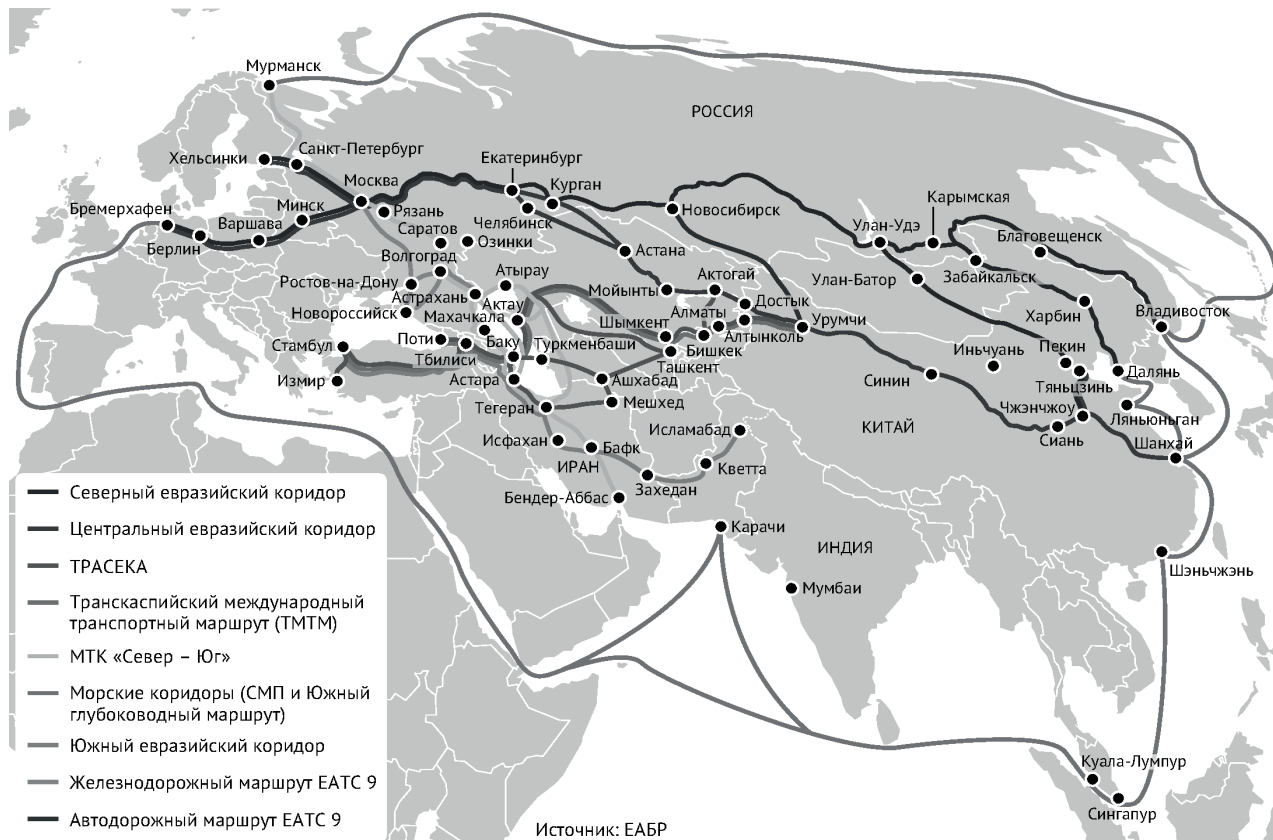 Мурманск
РОССИЯ
Хельсинки
Санкт-Петербург
Екатеринбург
Курган
Москва
Карымская
Бремерхафен
Варшава
Минск
Рязань
Челябинск
Новосибирск
Улан-Удэ
Благовещенск
Берлин
Саратов
Озинки
Астана
Волгоград
Забайкальск
Ростов-на-Дону
Атырау
Актогай
Улан-Батор
Астрахань
Мойынты
Актау
Достык
Новороссийск
Махачкала
Шымкент
Алматы
Урумчи
Харбин
Владивосток
Стамбул
Поти
Баку
Туркменбаши
Бишкек
Алтынколь
Тбилиси
Ташкент
Иньчуань
Пекин
Измир
Астара
Ашхабад
Синин
Тяньцзинь
Далянь
Тегеран
Мешхед
Чжэнчжоу
Ляньюньган
Исфахан
Исламабад
КИТАЙ
Сиань
Шанхай
Бафк
ИРАН
Кветта
Захедан
Бендер-Аббас
Карачи
ИНДИЯ
Шэньчжэнь
Мумбаи
Куала-Лумпур
Сингапур
Северный евразийский коридор
Центральный евразийский коридор
ТРАСЕКА
Транскаспийский международный
транспортный маршрут (ТМТМ)
МТК «Север – Юг»
Морские коридоры (СМП и Южный
глубоководный маршрут)
Южный евразийский коридор
Железнодорожный маршрут ЕАТС 9
Автодорожный маршрут ЕАТС 9
Источник: ЕАБР